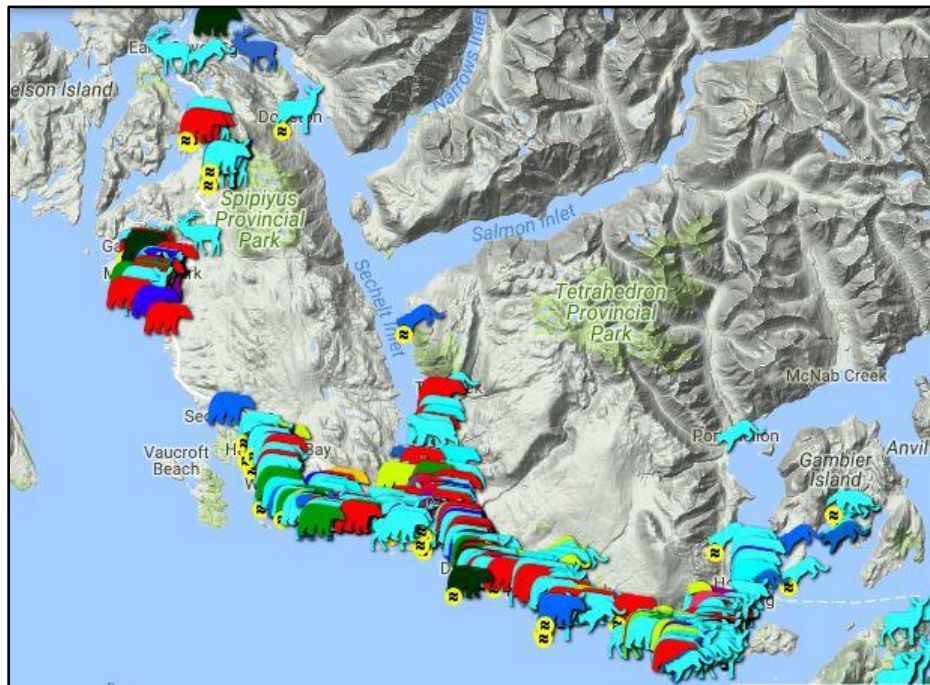 elson Island
Narrows Inlet
Spipiyus
Provincial
Park
Salmon Inlet
Sechelt Inlet
Tetrahedron
Provincial
Park
McNab Creek
Bay
Vaucroft
Beach
Gambier
Island
Anvil